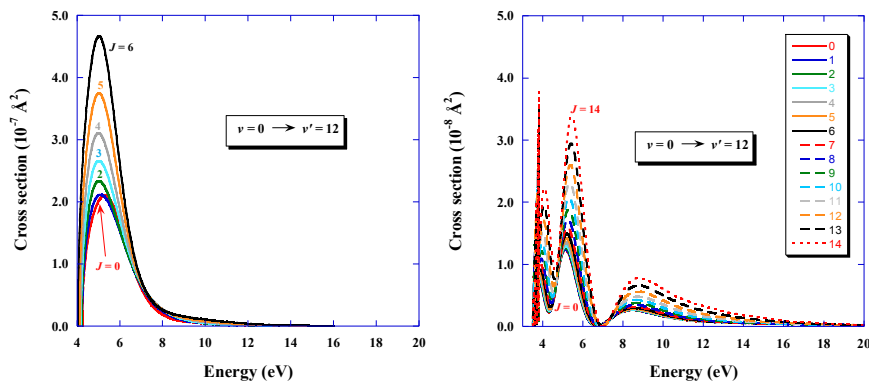 5.0
4.0
3.0
2.0
1.0
0.0
Cross section (10⁻⁷ Å²)
J = 6
5
4
3
2
J = 0
v = 0 → v' = 12
4 6 8 10 12 14 16 18 20
Energy (eV)
5.0
4.0
3.0
2.0
1.0
0.0
Cross section (10⁻⁸ Å²)
J = 14
J = 0
v = 0 → v' = 12
0
1
2
3
4
5
6
7
8
9
10
11
12
13
14
4 6 8 10 12 14 16 18 20
Energy (eV)